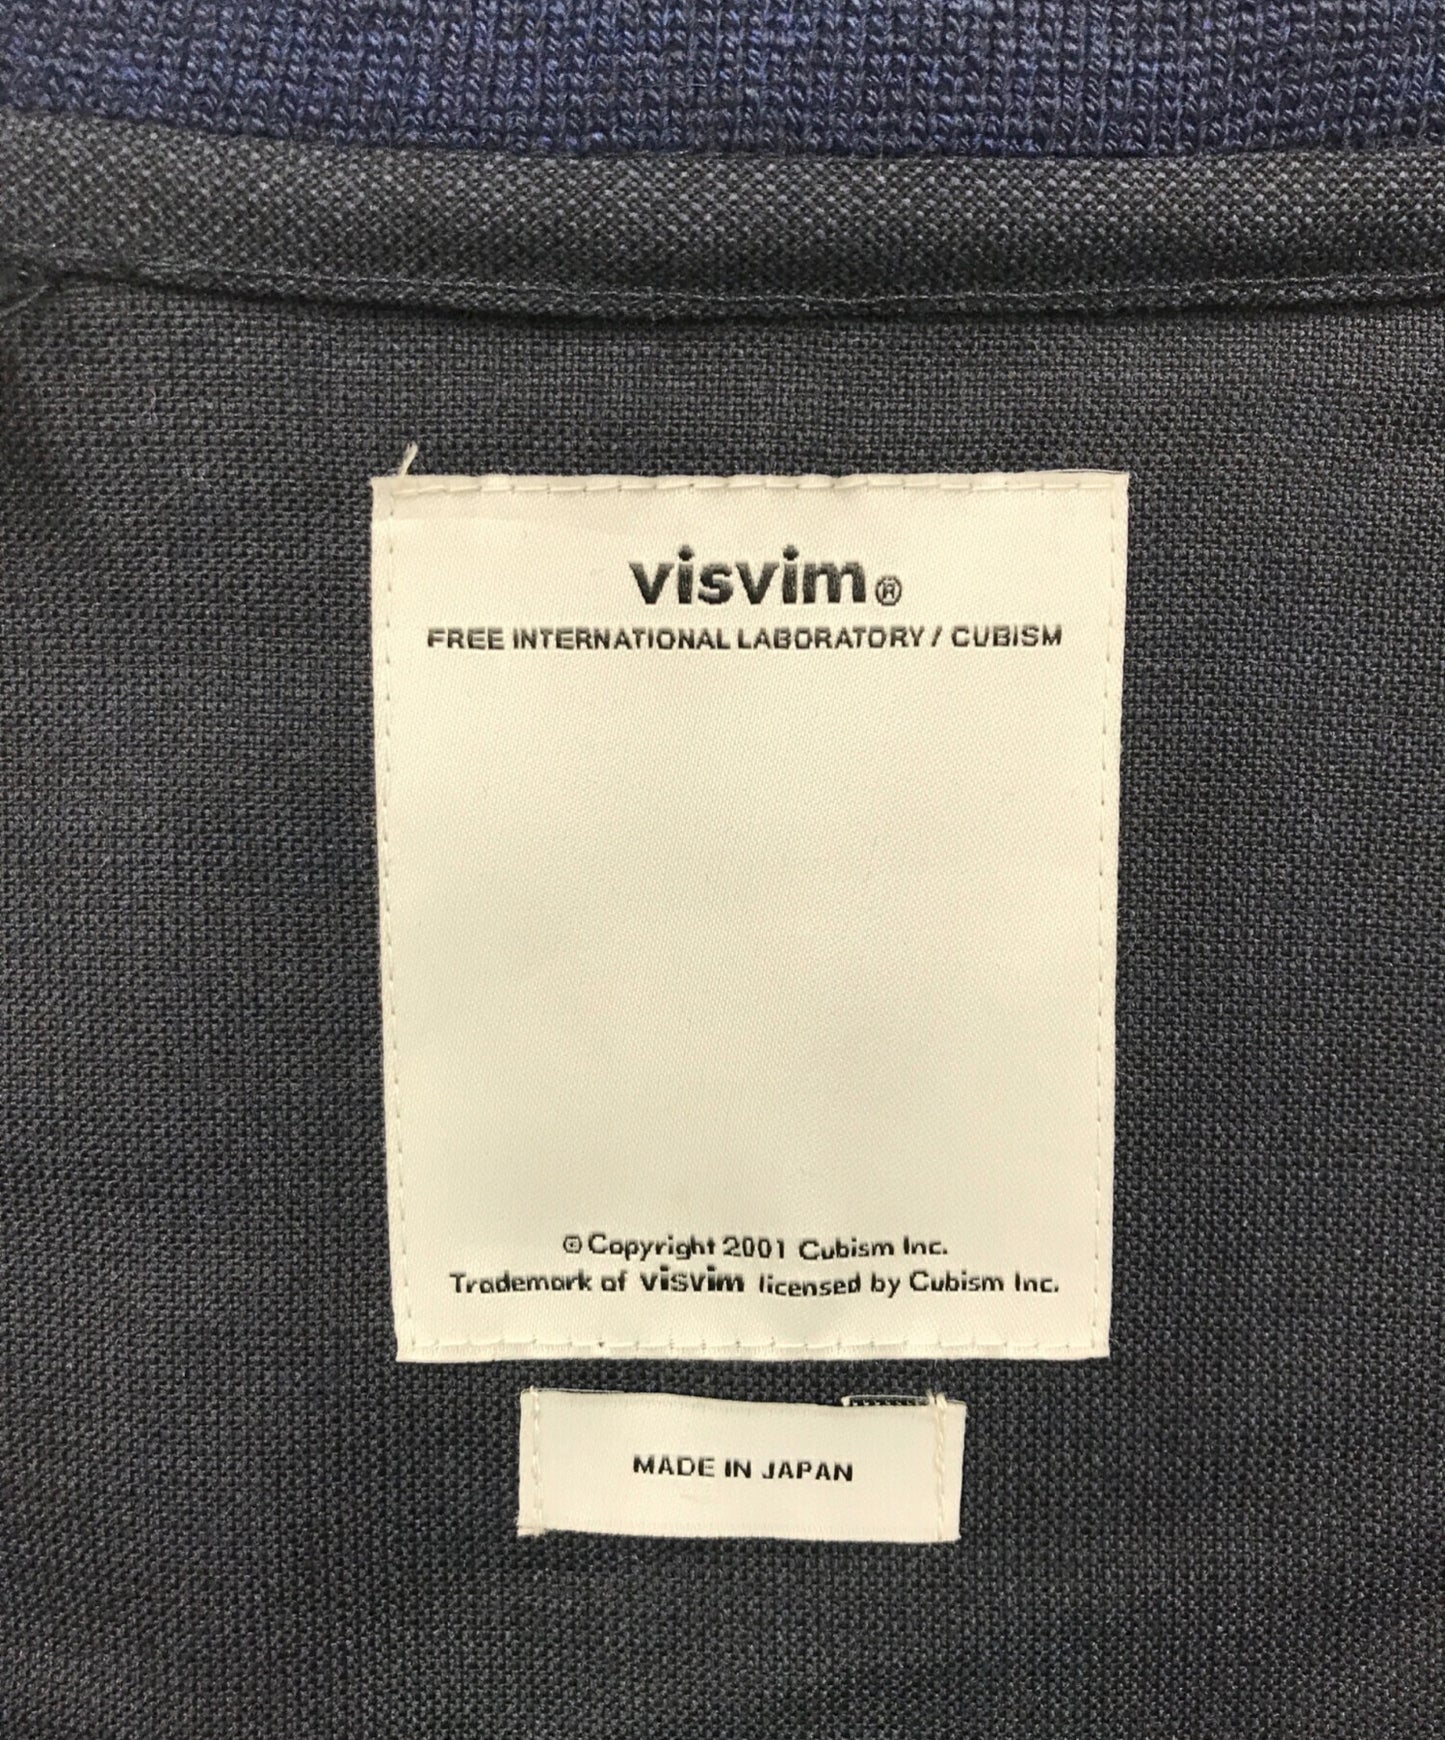 visvim®
FREE INTERNATIONAL LABORATORY / CUBISM
© Copyright 2001 Cubism Inc.
Trademark of visvim licensed by Cubism Inc.
MADE IN JAPAN